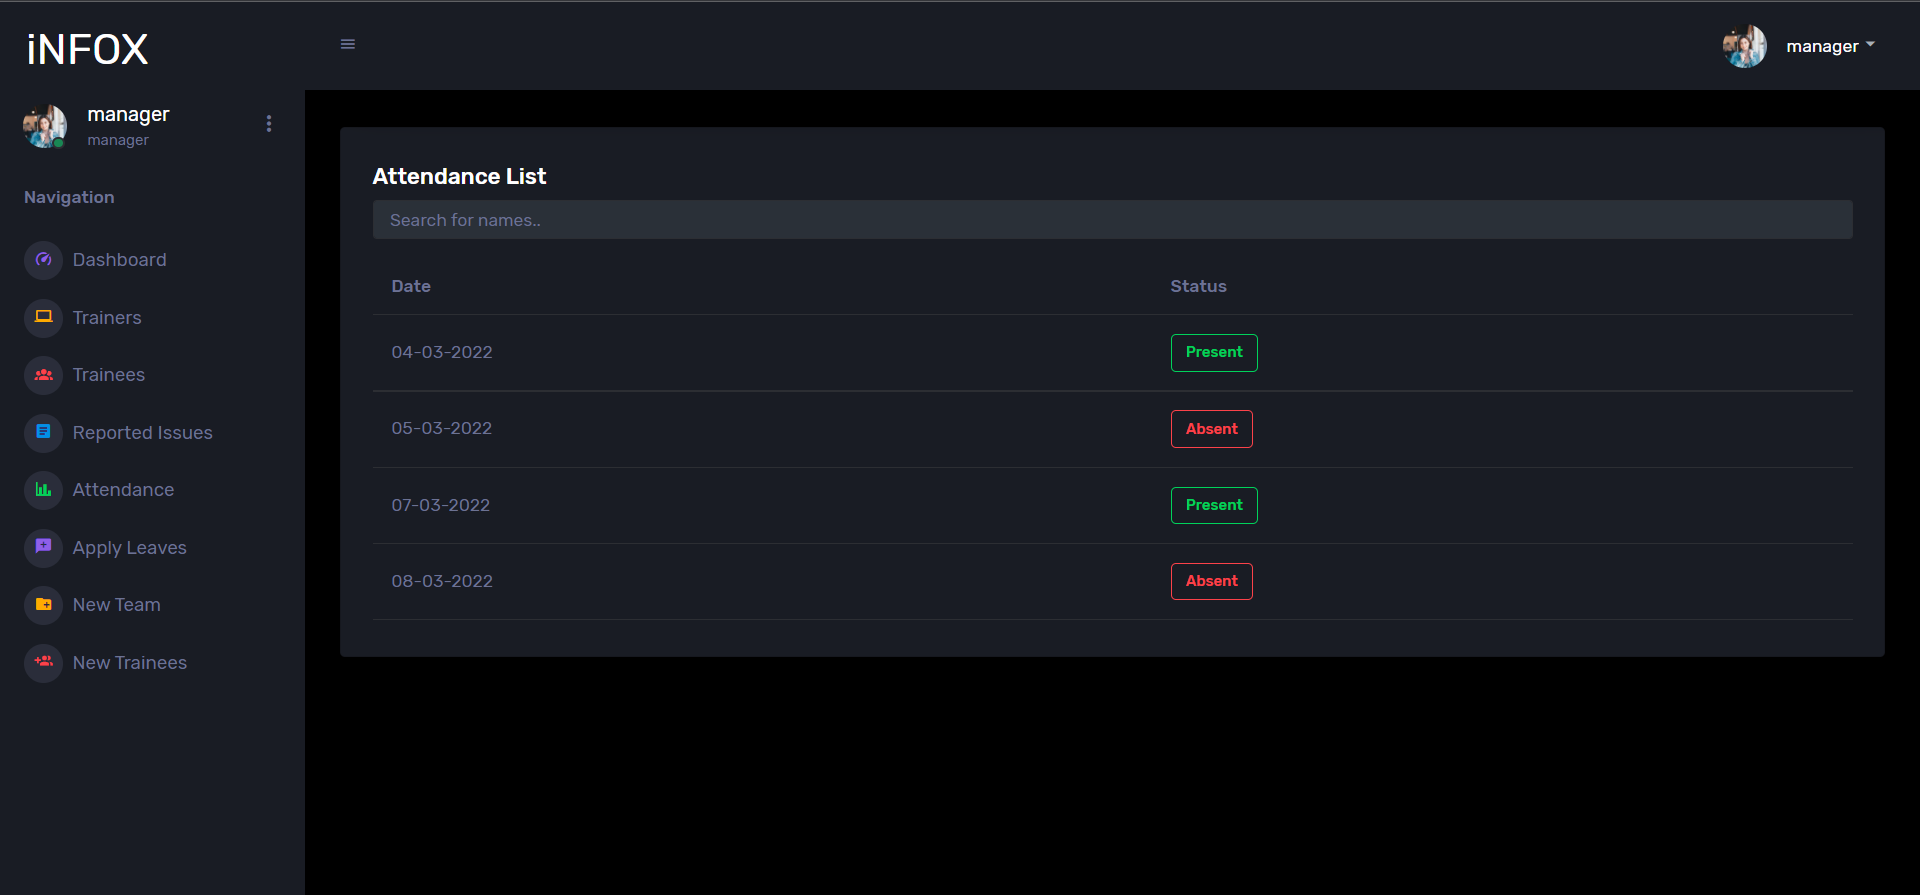 iNFOX
manager
manager
manager
Navigation
Dashboard
Trainers
Trainees
Reported Issues
Attendance
Apply Leaves
New Team
New Trainees
Attendance List
Search for names..
Date Status
04-03-2022 Present
05-03-2022 Absent
07-03-2022 Present
08-03-2022 Absent